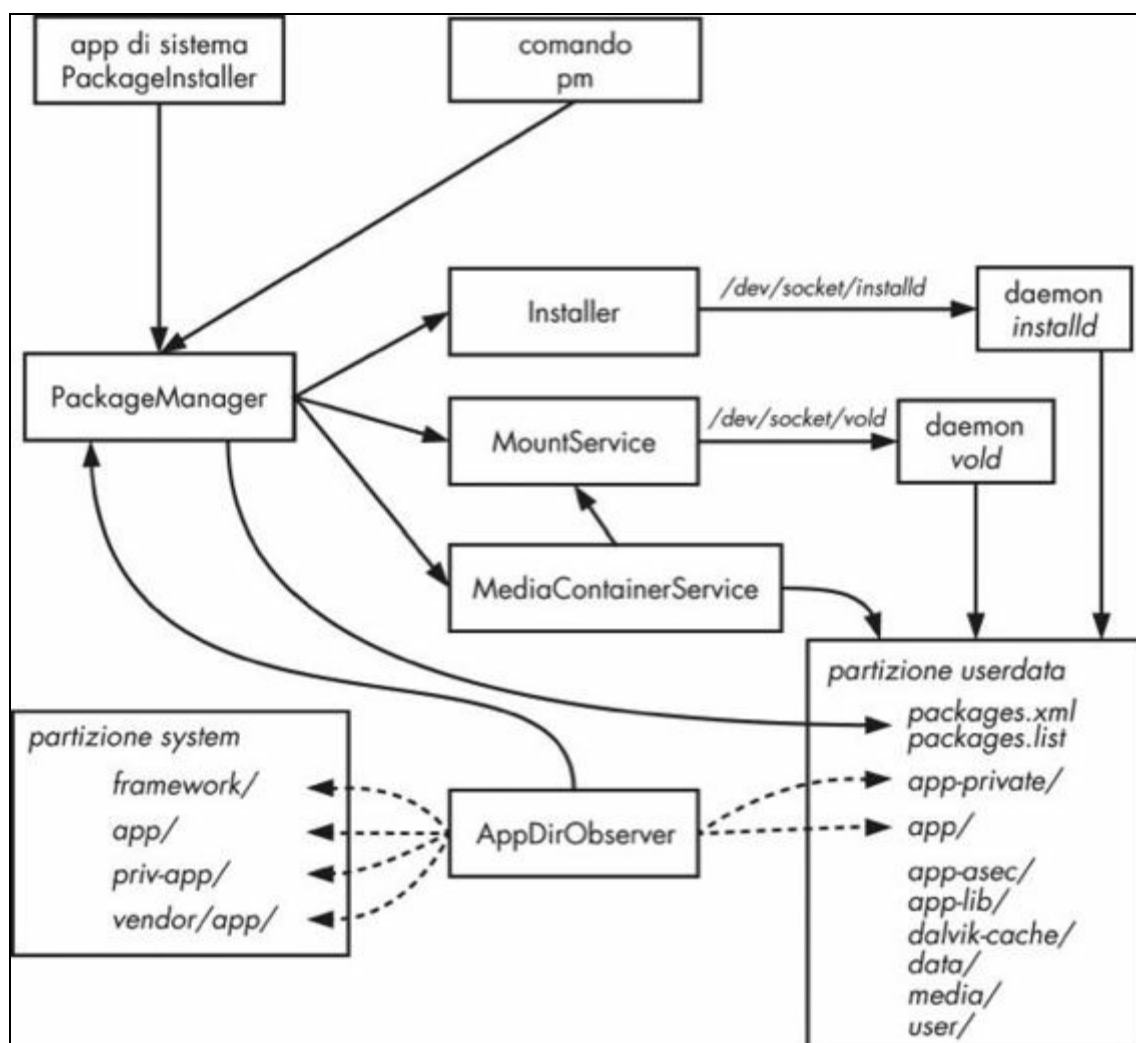 app di sistema
PackageInstaller
comando
pm
Installer
/dev/socket/installd
daemon
installd
PackageManager
MountService
/dev/socket/vold
daemon
vold
MediaContainerService
partizione userdata
packages.xml
packages.list
app-private/
app/
app-asec/
app-lib/
dalvik-cache/
data/
media/
user/
partizione system
framework/
app/
priv-app/
vendor/app/
AppDirObserver